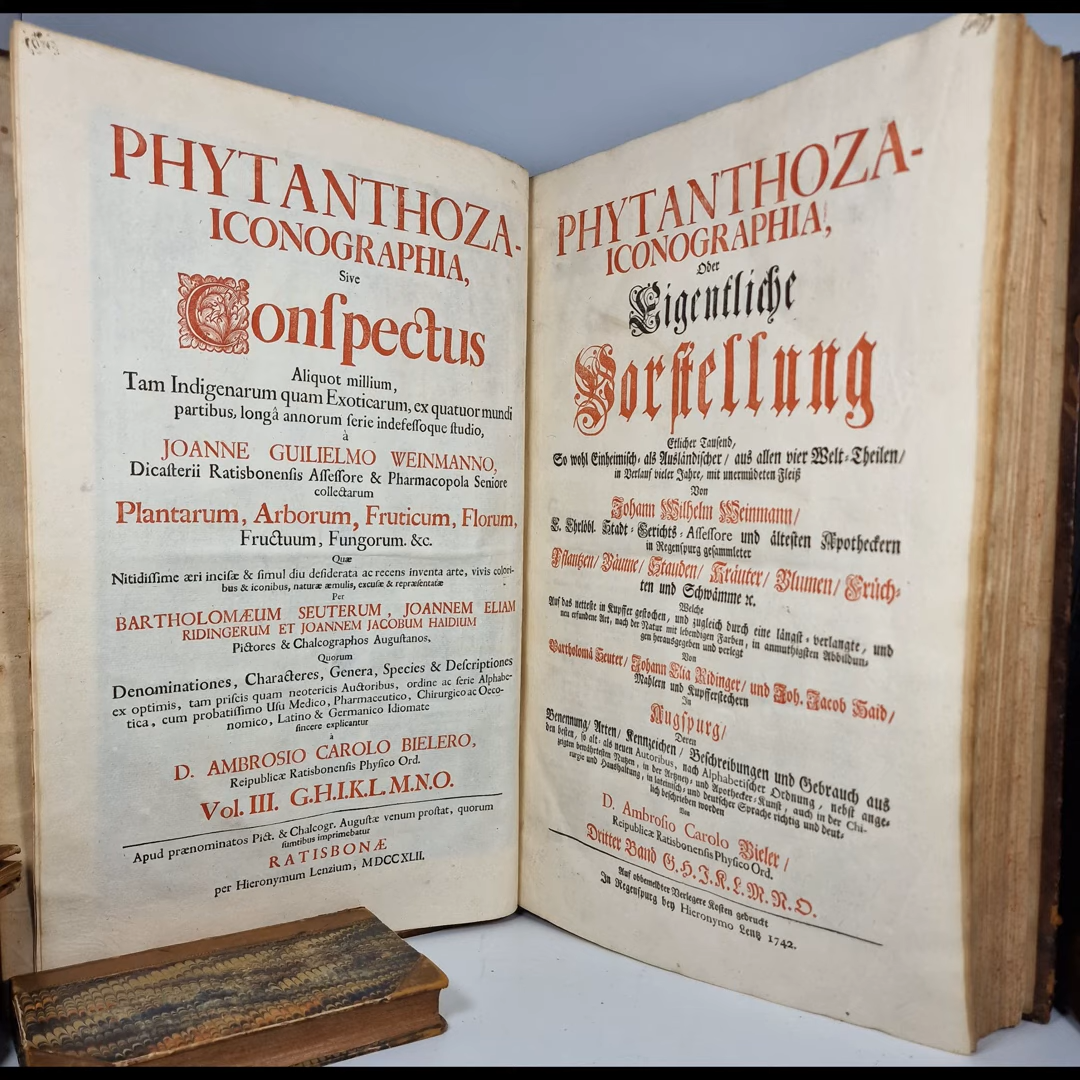 PHYTANTHOZA-
ICONOGRAPHIA,
Sive
Conſpectus
Aliquot millium,
Tam Indigenarum quam Exoticarum, ex quatuor mundi
partibus, longâ annorum ſerie indefeſſoque ſtudio,
à
JOANNE GUILIELMO WEINMANNO,
Dicaſterii Ratisbonenſis Aſſeſſore & Pharmacopola Seniore
collectarum
Plantarum, Arborum, Fruticum, Florum,
Fructuum, Fungorum. &c.
Quæ
Nitidiſſime æri inciſæ & ſimul diu deſiderata ac recens inventa arte, vivis colori-
bus & iconibus, naturæ æmulis, excuſæ & repræſentatæ
Per
BARTHOLOMÆUM SEUTERUM, JOANNEM ELIAM
RIDINGERUM ET JOANNEM JACOBUM HAIDIUM
Pictores & Chalcographos Auguſtanos,
Quorum
Denominationes, Characteres, Genera, Species & Deſcriptiones
ex optimis, tam priſcis quam neotericis Auctoribus, ordine ac ſerie Alphabe-
tica, cum probatiſſimo Uſu Medico, Pharmaceutico, Chirurgico ac Oeco-
nomico, Latino & Germanico Idiomate
ſincere explicantur
à
D. AMBROSIO CAROLO BIELERO,
Reipublicæ Ratisbonenſis Phyſico Ord.
Vol. III. G.H.I.K.L.M.N.O.
Apud prænominatos Pict. & Chalcogr. Auguſtæ venum proſtat, quorum
ſumtibus imprimebatur
RATISBONÆ
per Hieronymum Lenzium, MDCCXLII.
PHYTANTHOZA-
ICONOGRAPHIA,
Oder
Eigentliche
Vorſtellung
Etlicher Tauſend,
So wohl Einheimiſch- als Ausländiſcher / aus allen vier Welt-Theilen/
in Verlauf vieler Jahre, mit unermüdeten Fleiß
Von
Johann Wilhelm Weinmann/
E. Ehrlöbl. Stadt-Gerichts-Aſſeſſore und älteſten Apotheckern
in Regenſpurg geſammleter
Pflantzen/ Bäume/ Stauden/ Kräuter/ Blumen/ Früch-
ten und Schwämme ꝛc.
Welche
Auf das netteſte in Kupffer geſtochen, und zugleich durch eine längſt-verlangte, und
neu erfundene Art, nach der Natur mit lebendigen Farben, in anmuthigſten Abbildun-
gen herausgegeben und verlegt
Von
Bartholomä Seuter/ Johann Elia Ridinger/ und Joh. Jacob Haid/
Mahlern und Kupfferſtechern
In
Augſpurg/
Deren
Benennung/ Arten/ Kennzeichen/ Beſchreibungen und Gebrauch aus
den beſten, ſo alt- als neuen Autoribus, nach Alphabetiſcher Ordnung, nebſt ange-
zeigten bewährteſten Nutzen, in der Artzney- und Apothecker-Kunſt, auch in der Chi-
rurgie und Haushaltung, in lateiniſch- und deutſcher Sprache richtig und deut-
lich beſchrieben worden
Von
D. Ambroſio Carolo Bieler/
Reipublicæ Ratisbonenſis Phyſico Ord.
Dritter Band G.H.J.K.L.M.N.O.
Auf obbemeldter Verlegere Koſten gedruckt
In Regenſpurg bey Hieronymo Lentz 1742.